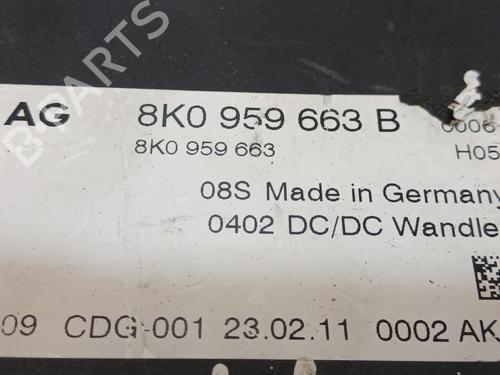 B-PARTS
AG 8K0 959 663 B 0006
8K0 959 663 H05
08S Made in Germany
0402 DC/DC Wandle
09 CDG-001 23.02.11 0002 AK